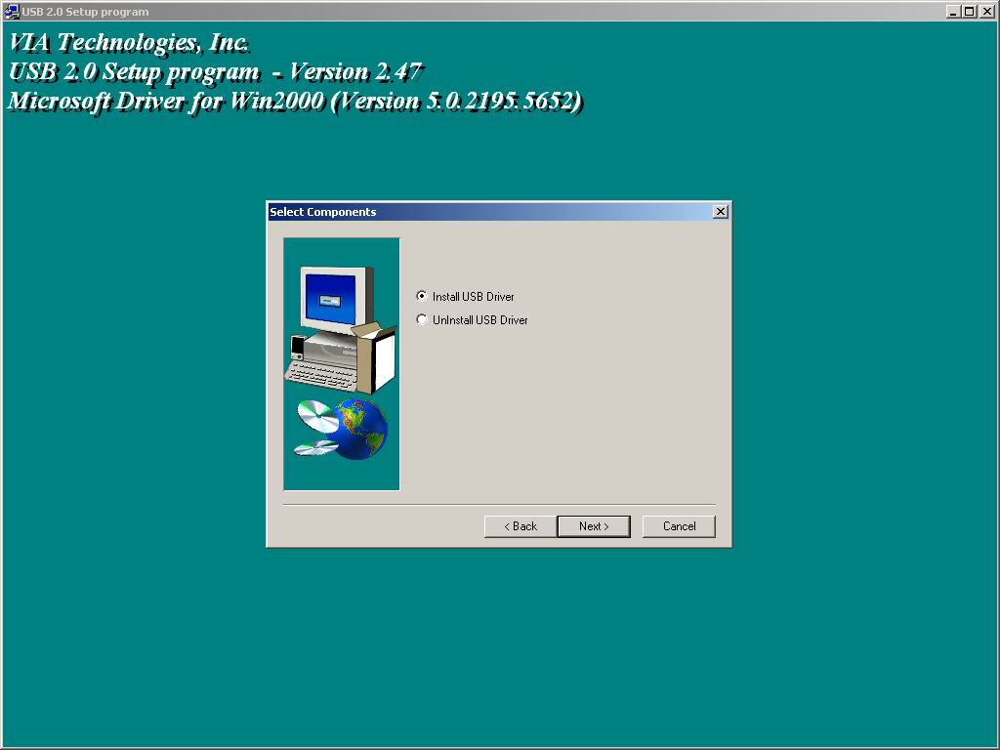 USB 2.0 Setup program
VIA Technologies, Inc.
USB 2.0 Setup program - Version 2.47
Microsoft Driver for Win2000 (Version 5.0.2195.5652)
Select Components
Install USB Driver
UnInstall USB Driver
< Back
Next >
Cancel